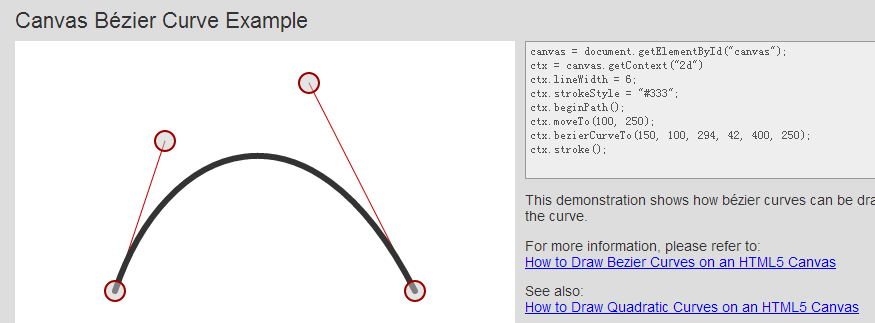 Canvas Bézier Curve Example
canvas = document.getElementById("canvas");
ctx = canvas.getContext("2d")
ctx.lineWidth = 6;
ctx.strokeStyle = "#333";
ctx.beginPath();
ctx.moveTo(100, 250);
ctx.bezierCurveTo(150, 100, 294, 42, 400, 250);
ctx.stroke();
This demonstration shows how bézier curves can be dra
the curve.
For more information, please refer to:
How to Draw Bezier Curves on an HTML5 Canvas
See also:
How to Draw Quadratic Curves on an HTML5 Canvas